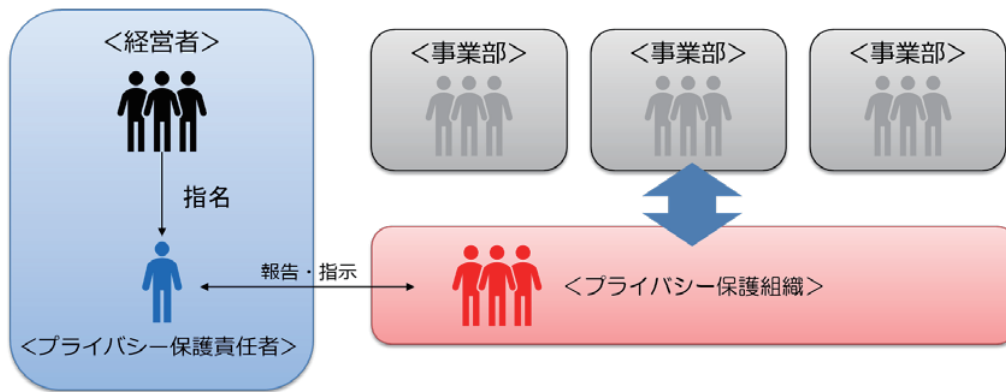 ＜経営者＞
指名
＜プライバシー保護責任者＞
報告・指示
＜事業部＞
＜事業部＞
＜事業部＞
＜プライバシー保護組織＞